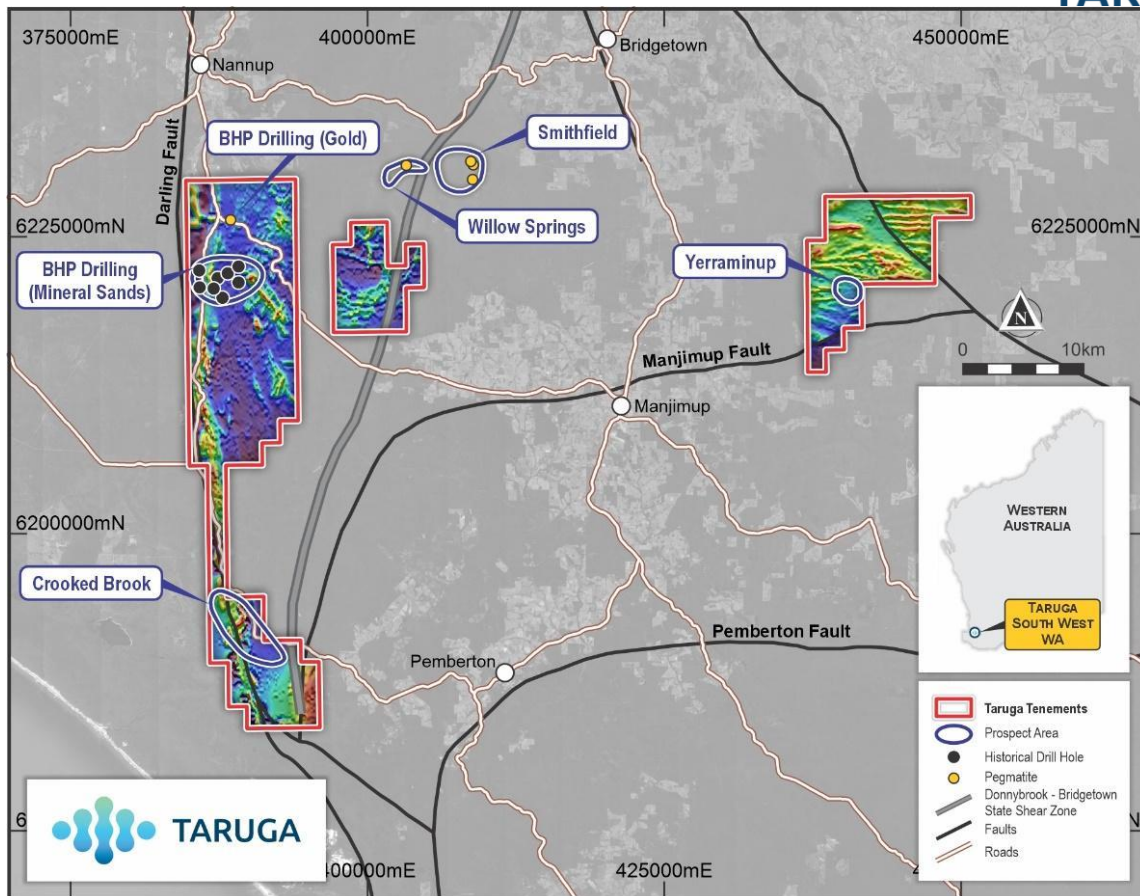 TAR
375000mE
400000mE
450000mE
Nannup
Bridgetown
BHP Drilling (Gold)
Smithfield
Darling Fault
Willow Springs
6225000mN
6225000mN
BHP Drilling
(Mineral Sands)
Yerraminup
N
0 10km
Manjimup Fault
Manjimup
6200000mN
WESTERN
AUSTRALIA
Crooked Brook
TARUGA
SOUTH WEST
WA
Pemberton Fault
Pemberton
Taruga Tenements
Prospect Area
Historical Drill Hole
Pegmatite
Donnybrook - Bridgetown
State Shear Zone
Faults
Roads
TARUGA
6
N
400000mE
425000mE